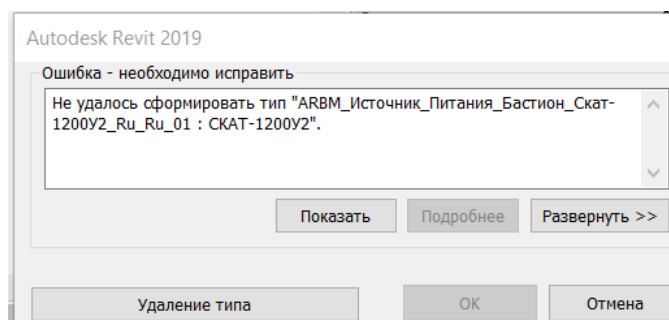 Autodesk Revit 2019
Ошибка - необходимо исправить
Не удалось сформировать тип "ARBM_Источник_Питания_Бастион_Скат-
1200У2_Ru_Ru_01 : СКАТ-1200У2".
Показать Подробнее Развернуть >>
Удаление типа ОК Отмена